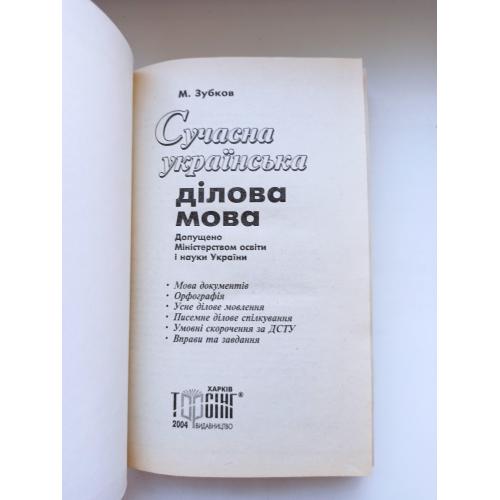 М. Зубков
Сучасна
українська
ділова
мова
Допущено
Міністерством освіти
і науки України
• Мова документів
• Орфографія
• Усне ділове мовлення
• Писемне ділове спілкування
• Умовні скорочення за ДСТУ
• Вправи та завдання
ХАРКІВ
ТОРСІНГ®
2004 ВИДАВНИЦТВО